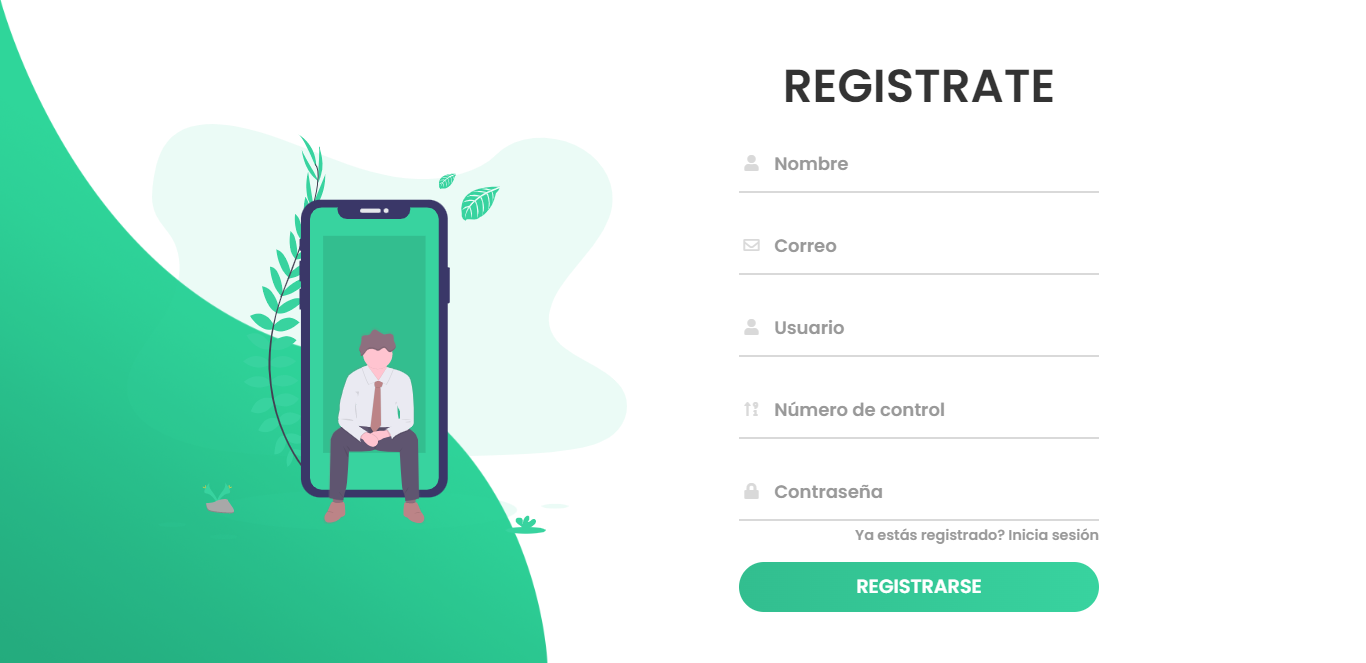 REGISTRATE
Nombre
Correo
Usuario
Número de control
Contraseña
Ya estás registrado? Inicia sesión
REGISTRARSE